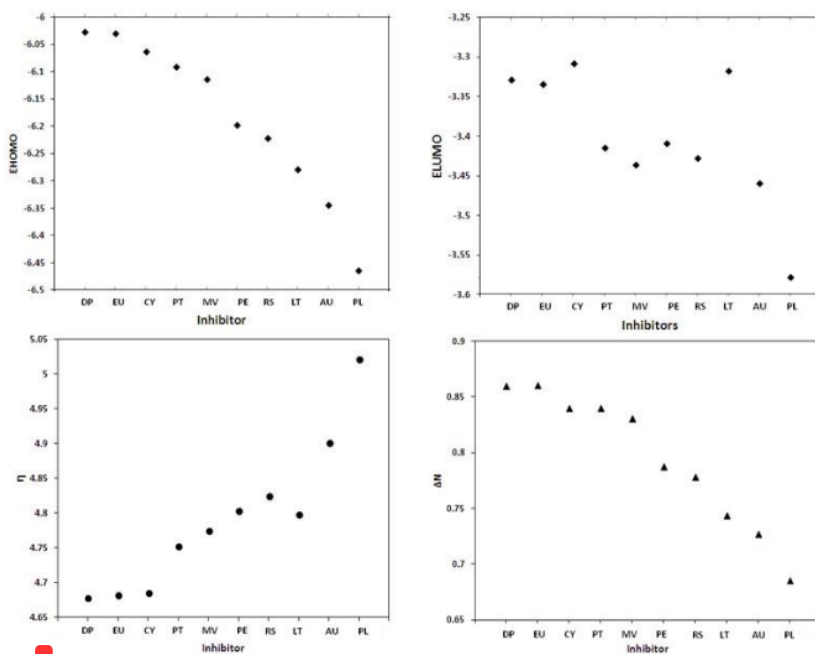 -6
-6.05
-6.1
-6.15
-6.2
-6.25
-6.3
-6.35
-6.4
-6.45
-6.5
EHOMO
DP EU CY PT MV PE RS LT AU PL
Inhibitor
-3.25
-3.3
-3.35
-3.4
-3.45
-3.5
-3.55
-3.6
ELUMO
DP EU CY PT MV PE RS LT AU PL
Inhibitors
5.05
5
4.95
4.9
4.85
4.8
4.75
4.7
4.65
η
DP EU CY PT MV PE RS LT AU PL
Inhibitor
0.9
0.85
0.8
0.75
0.7
0.65
ΔN
DP EU CY PT MV PE RS LT AU PL
Inhibitor